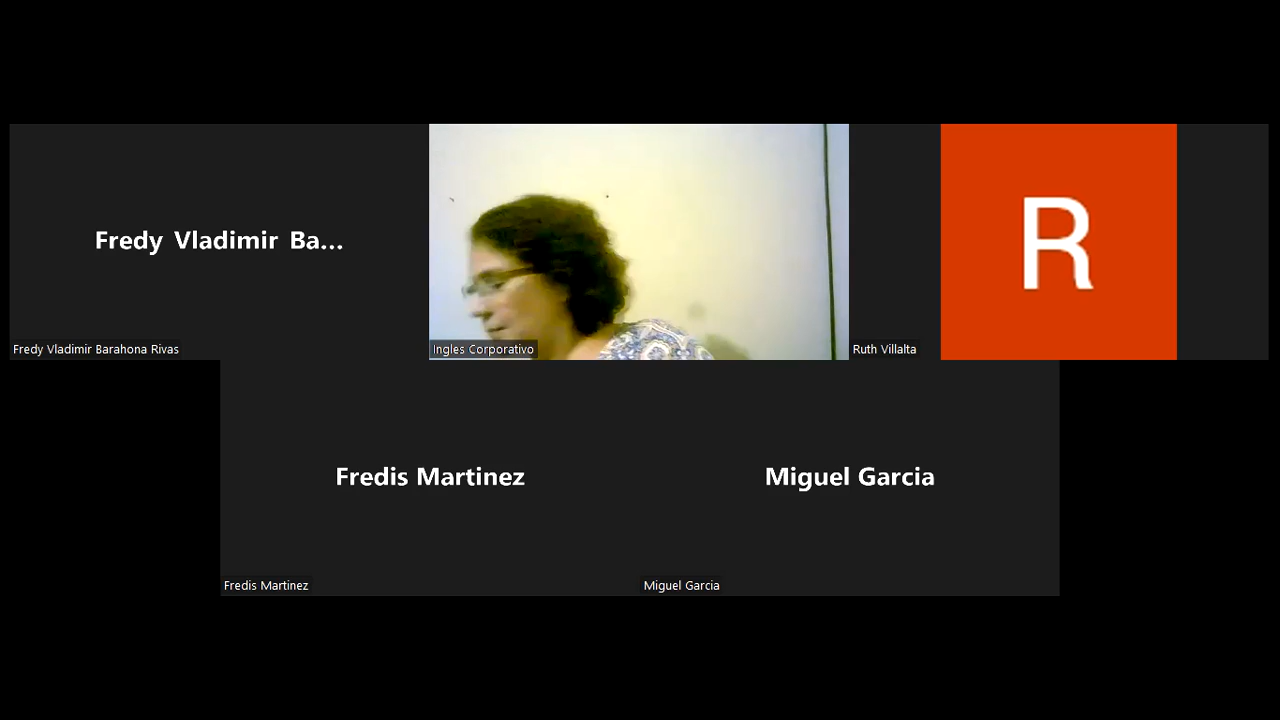 Fredy Vladimir Ba...
Fredy Vladimir Barahona Rivas
Ingles Corporativo
Ruth Villalta
R
Fredis Martinez
Fredis Martinez
Miguel Garcia
Miguel Garcia